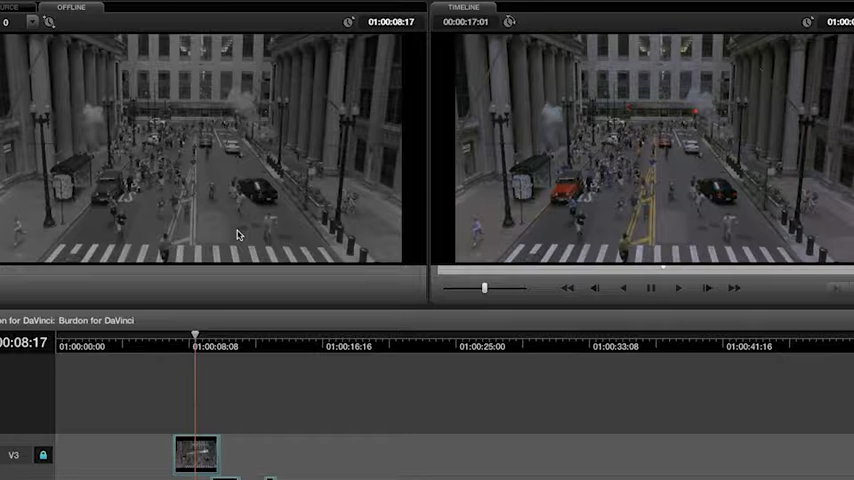 OURCE OFFLINE TIMELINE
0 01:00:08:17 00:00:17:01 01:00:0
on for DaVinci: Burdon for DaVinci
00:08:17 01:00:00:00 01:00:08:08 01:00:16:16 01:00:25:00 01:00:33:08 01:00:41:16
V3